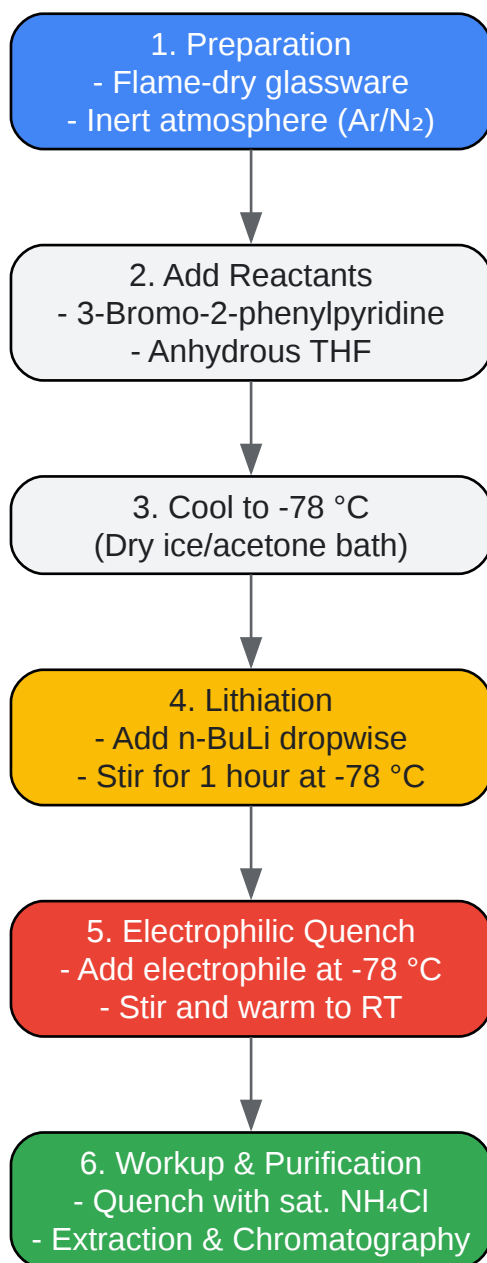 1. Preparation
- Flame-dry glassware
- Inert atmosphere (Ar/N₂)
2. Add Reactants
- 3-Bromo-2-phenylpyridine
- Anhydrous THF
3. Cool to -78 °C
(Dry ice/acetone bath)
4. Lithiation
- Add n-BuLi dropwise
- Stir for 1 hour at -78 °C
5. Electrophilic Quench
- Add electrophile at -78 °C
- Stir and warm to RT
6. Workup & Purification
- Quench with sat. NH₄Cl
- Extraction & Chromatography